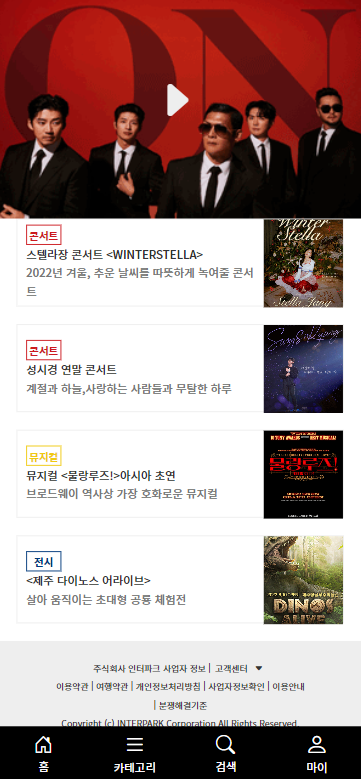 ON
콘서트
스텔라장 콘서트 <WINTERSTELLA>
2022년 겨울, 추운 날씨를 따뜻하게 녹여줄 콘서
트
Winter
Stella
Stella Jang
콘서트
성시경 연말 콘서트
계절과 하늘,사랑하는 사람들과 무탈한 하루
뮤지컬
뮤지컬 <물랑루즈!>아시아 초연
브로드웨이 역사상 가장 호화로운 뮤지컬
물랑루즈!
전시
<제주 다이노스 어라이브>
살아 움직이는 초대형 공룡 체험전
DINOS
ALIVE
주식회사 인터파크 사업자 정보 | 고객센터
이용약관 | 여행약관 | 개인정보처리방침 | 사업자정보확인 | 이용안내
| 분쟁해결기준
Copyright (c) INTERPARK Corporation All Rights Reserved.
홈 카테고리 검색 마이